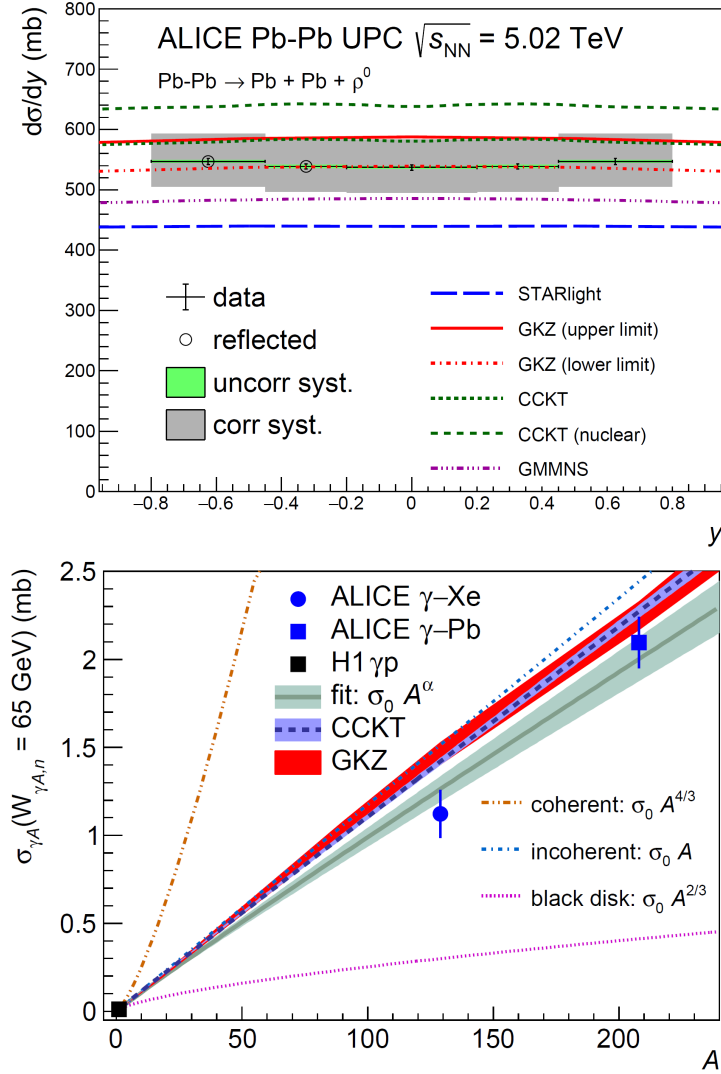 dσ/dy (mb)
800
700
600
500
400
300
200
100
0
ALICE Pb-Pb UPC √sNN = 5.02 TeV
Pb-Pb → Pb + Pb + ρ⁰
data
reflected
uncorr syst.
corr syst.
STARlight
GKZ (upper limit)
GKZ (lower limit)
CCKT
CCKT (nuclear)
GMMNS
−0.8 −0.6 −0.4 −0.2 0 0.2 0.4 0.6 0.8
y
σγA(WγA,n = 65 GeV) (mb)
2.5
2
1.5
1
0.5
0
ALICE γ–Xe
ALICE γ–Pb
H1 γp
fit: σ₀ A^α
CCKT
GKZ
coherent: σ₀ A^4/3
incoherent: σ₀ A
black disk: σ₀ A^2/3
0 50 100 150 200
A